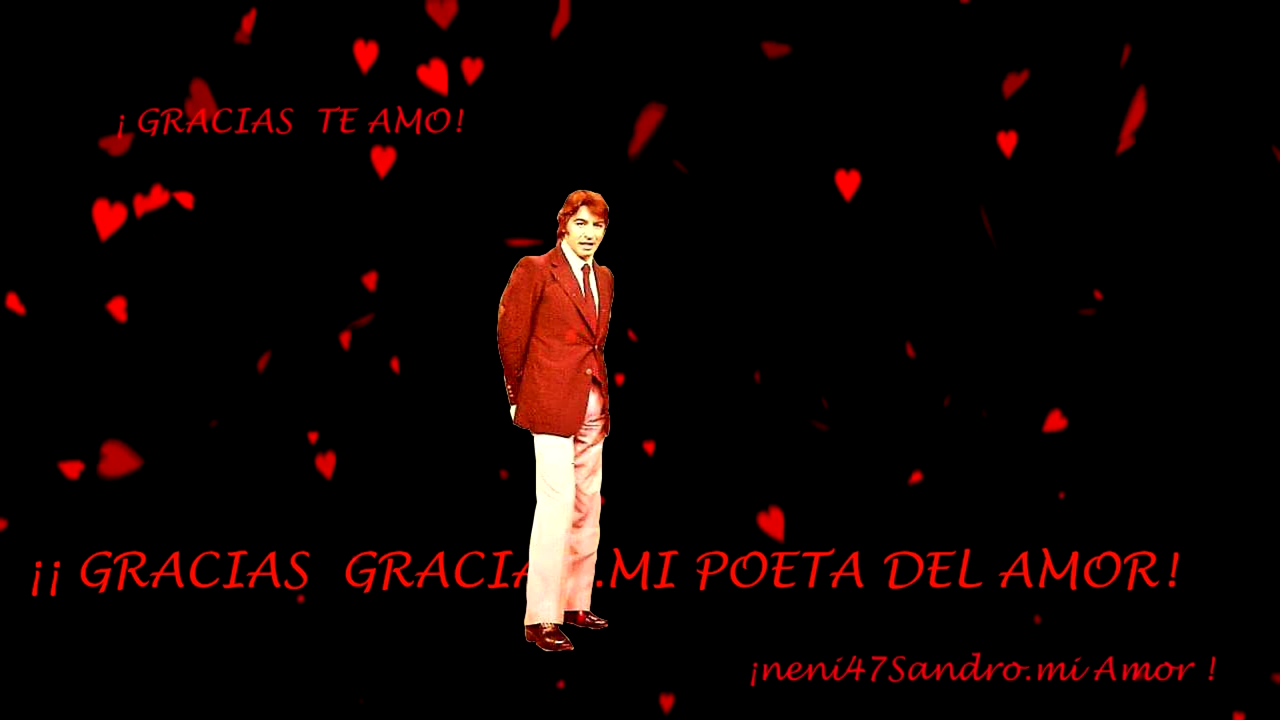 ¡ GRACIAS TE AMO!
¡¡ GRACIAS GRACIA .MI POETA DEL AMOR!
¡neni47Sandro.mi Amor !